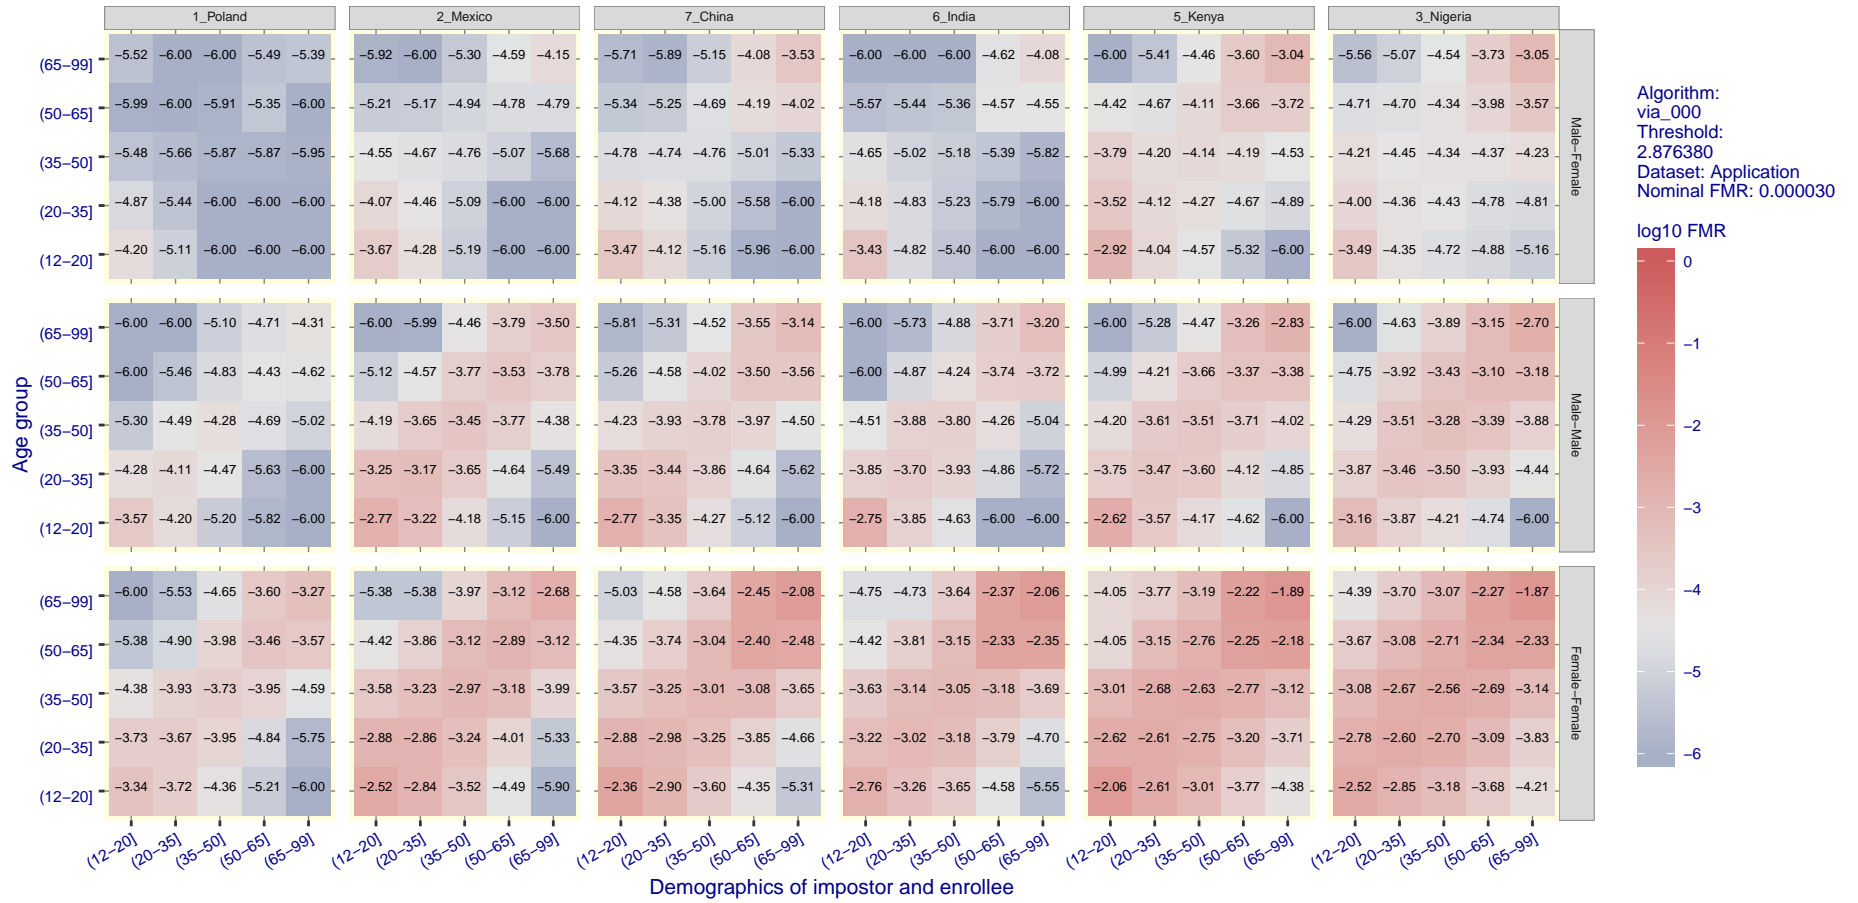 1_Poland 2_Mexico 7_China 6_India 5_Kenya 3_Nigeria
(65−99] −5.52 −6.00 −6.00 −5.49 −5.39 −5.92 −6.00 −5.30 −4.59 −4.15 −5.71 −5.89 −5.15 −4.08 −3.53 −6.00 −6.00 −6.00 −4.62 −4.08 −6.00 −5.41 −4.46 −3.60 −3.04 −5.56 −5.07 −4.54 −3.73 −3.05
(50−65] −5.99 −6.00 −5.91 −5.35 −6.00 −5.21 −5.17 −4.94 −4.78 −4.79 −5.34 −5.25 −4.69 −4.19 −4.02 −5.57 −5.44 −5.36 −4.57 −4.55 −4.42 −4.67 −4.11 −3.66 −3.72 −4.71 −4.70 −4.34 −3.98 −3.57
(35−50] −5.48 −5.66 −5.87 −5.87 −5.95 −4.55 −4.67 −4.76 −5.07 −5.68 −4.78 −4.74 −4.76 −5.01 −5.33 −4.65 −5.02 −5.18 −5.39 −5.82 −3.79 −4.20 −4.14 −4.19 −4.53 −4.21 −4.45 −4.34 −4.37 −4.23
(20−35] −4.87 −5.44 −6.00 −6.00 −6.00 −4.07 −4.46 −5.09 −6.00 −6.00 −4.12 −4.38 −5.00 −5.58 −6.00 −4.18 −4.83 −5.23 −5.79 −6.00 −3.52 −4.12 −4.27 −4.67 −4.89 −4.00 −4.36 −4.43 −4.78 −4.81
(12−20] −4.20 −5.11 −6.00 −6.00 −6.00 −3.67 −4.28 −5.19 −6.00 −6.00 −3.47 −4.12 −5.16 −5.96 −6.00 −3.43 −4.82 −5.40 −6.00 −6.00 −2.92 −4.04 −4.57 −5.32 −6.00 −3.49 −4.35 −4.72 −4.88 −5.16
Male−Female
(65−99] −6.00 −6.00 −5.10 −4.71 −4.31 −6.00 −5.99 −4.46 −3.79 −3.50 −5.81 −5.31 −4.52 −3.55 −3.14 −6.00 −5.73 −4.88 −3.71 −3.20 −6.00 −5.28 −4.47 −3.26 −2.83 −6.00 −4.63 −3.89 −3.15 −2.70
(50−65] −6.00 −5.46 −4.83 −4.43 −4.62 −5.12 −4.57 −3.77 −3.53 −3.78 −5.26 −4.58 −4.02 −3.50 −3.56 −6.00 −4.87 −4.24 −3.74 −3.72 −4.99 −4.21 −3.66 −3.37 −3.38 −4.75 −3.92 −3.43 −3.10 −3.18
(35−50] −5.30 −4.49 −4.28 −4.69 −5.02 −4.19 −3.65 −3.45 −3.77 −4.38 −4.23 −3.93 −3.78 −3.97 −4.50 −4.51 −3.88 −3.80 −4.26 −5.04 −4.20 −3.61 −3.51 −3.71 −4.02 −4.29 −3.51 −3.28 −3.39 −3.88
(20−35] −4.28 −4.11 −4.47 −5.63 −6.00 −3.25 −3.17 −3.65 −4.64 −5.49 −3.35 −3.44 −3.86 −4.64 −5.62 −3.85 −3.70 −3.93 −4.86 −5.72 −3.75 −3.47 −3.60 −4.12 −4.85 −3.87 −3.46 −3.50 −3.93 −4.44
(12−20] −3.57 −4.20 −5.20 −5.82 −6.00 −2.77 −3.22 −4.18 −5.15 −6.00 −2.77 −3.35 −4.27 −5.12 −6.00 −2.75 −3.85 −4.63 −6.00 −6.00 −2.62 −3.57 −4.17 −4.62 −6.00 −3.16 −3.87 −4.21 −4.74 −6.00
Male−Male
(65−99] −6.00 −5.53 −4.65 −3.60 −3.27 −5.38 −5.38 −3.97 −3.12 −2.68 −5.03 −4.58 −3.64 −2.45 −2.08 −4.75 −4.73 −3.64 −2.37 −2.06 −4.05 −3.77 −3.19 −2.22 −1.89 −4.39 −3.70 −3.07 −2.27 −1.87
(50−65] −5.38 −4.90 −3.98 −3.46 −3.57 −4.42 −3.86 −3.12 −2.89 −3.12 −4.35 −3.74 −3.04 −2.40 −2.48 −4.42 −3.81 −3.15 −2.33 −2.35 −4.05 −3.15 −2.76 −2.25 −2.18 −3.67 −3.08 −2.71 −2.34 −2.33
(35−50] −4.38 −3.93 −3.73 −3.95 −4.59 −3.58 −3.23 −2.97 −3.18 −3.99 −3.57 −3.25 −3.01 −3.08 −3.65 −3.63 −3.14 −3.05 −3.18 −3.69 −3.01 −2.68 −2.63 −2.77 −3.12 −3.08 −2.67 −2.56 −2.69 −3.14
(20−35] −3.73 −3.67 −3.95 −4.84 −5.75 −2.88 −2.86 −3.24 −4.01 −5.33 −2.88 −2.98 −3.25 −3.85 −4.66 −3.22 −3.02 −3.18 −3.79 −4.70 −2.62 −2.61 −2.75 −3.20 −3.71 −2.78 −2.60 −2.70 −3.09 −3.83
(12−20] −3.34 −3.72 −4.36 −5.21 −6.00 −2.52 −2.84 −3.52 −4.49 −5.90 −2.36 −2.90 −3.60 −4.35 −5.31 −2.76 −3.26 −3.65 −4.58 −5.55 −2.06 −2.61 −3.01 −3.77 −4.38 −2.52 −2.85 −3.18 −3.68 −4.21
Female−Female
(12−20] (20−35] (35−50] (50−65] (65−99] (12−20] (20−35] (35−50] (50−65] (65−99] (12−20] (20−35] (35−50] (50−65] (65−99] (12−20] (20−35] (35−50] (50−65] (65−99] (12−20] (20−35] (35−50] (50−65] (65−99] (12−20] (20−35] (35−50] (50−65] (65−99]
Age group
Demographics of impostor and enrollee
Algorithm:
via_000
Threshold:
2.876380
Dataset: Application
Nominal FMR: 0.000030
log10 FMR
0
−1
−2
−3
−4
−5
−6